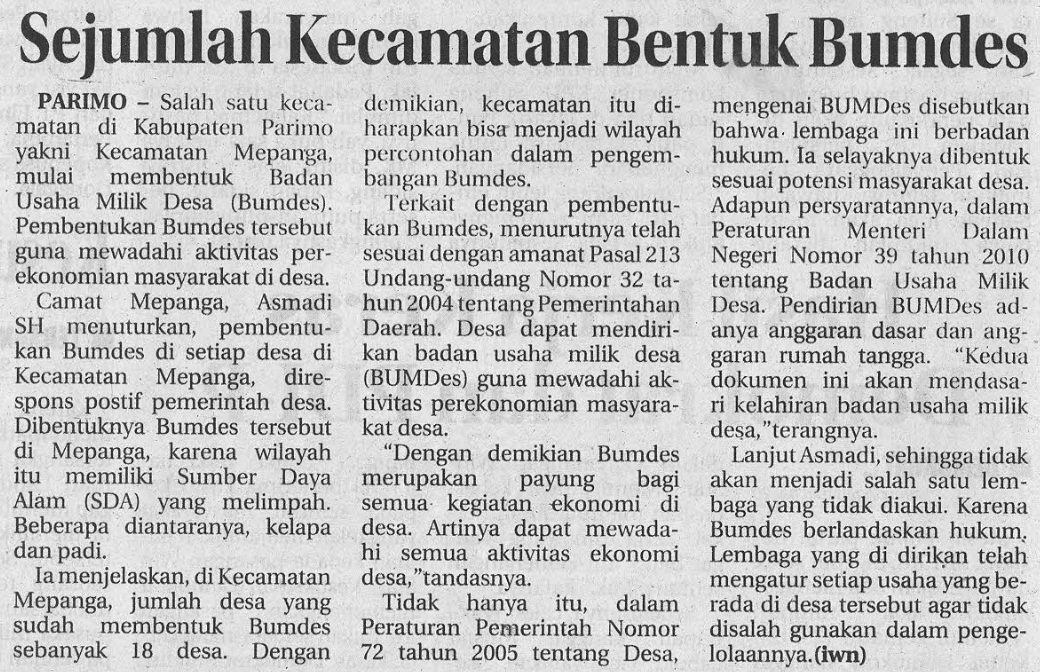 Sejumlah Kecamatan Bentuk Bumdes
PARIMO – Salah satu keca-
matan di Kabupaten Parimo
yakni Kecamatan Mepanga,
mulai membentuk Badan
Usaha Milik Desa (Bumdes).
Pembentukan Bumdes tersebut
guna mewadahi aktivitas per-
ekonomian masyarakat di desa.
Camat Mepanga, Asmadi
SH menuturkan, pembentu-
kan Bumdes di setiap desa di
Kecamatan Mepanga, dire-
spons postif pemerintah desa.
Dibentuknya Bumdes tersebut
di Mepanga, karena wilayah
itu memiliki Sumber Daya
Alam (SDA) yang melimpah.
Beberapa diantaranya, kelapa
dan padi.
Ia menjelaskan, di Kecamatan
Mepanga, jumlah desa yang
sudah membentuk Bumdes
sebanyak 18 desa. Dengan
demikian, kecamatan itu di-
harapkan bisa menjadi wilayah
percontohan dalam pengem-
bangan Bumdes.
Terkait dengan pembentu-
kan Bumdes, menurutnya telah
sesuai dengan amanat Pasal 213
Undang-undang Nomor 32 ta-
hun 2004 tentang Pemerintahan
Daerah. Desa dapat mendiri-
kan badan usaha milik desa
(BUMDes) guna mewadahi ak-
tivitas perekonomian masyara-
kat desa.
“Dengan demikian Bumdes
merupakan payung bagi
semua kegiatan ekonomi di
desa. Artinya dapat mewada-
hi semua aktivitas ekonomi
desa,”tandasnya.
Tidak hanya itu, dalam
Peraturan Pemerintah Nomor
72 tahun 2005 tentang Desa,
mengenai BUMDes disebutkan
bahwa lembaga ini berbadan
hukum. Ia selayaknya dibentuk
sesuai potensi masyarakat desa.
Adapun persyaratannya, dalam
Peraturan Menteri Dalam
Negeri Nomor 39 tahun 2010
tentang Badan Usaha Milik
Desa. Pendirian BUMDes ad-
anya anggaran dasar dan ang-
garan rumah tangga. “Kedua
dokumen ini akan mendasa-
ri kelahiran badan usaha milik
desa,”terangnya.
Lanjut Asmadi, sehingga tidak
akan menjadi salah satu lem-
baga yang tidak diakui. Karena
Bumdes berlandaskan hukum.
Lembaga yang di dirikan telah
mengatur setiap usaha yang be-
rada di desa tersebut agar tidak
disalah gunakan dalam penge-
lolaannya.(iwn)